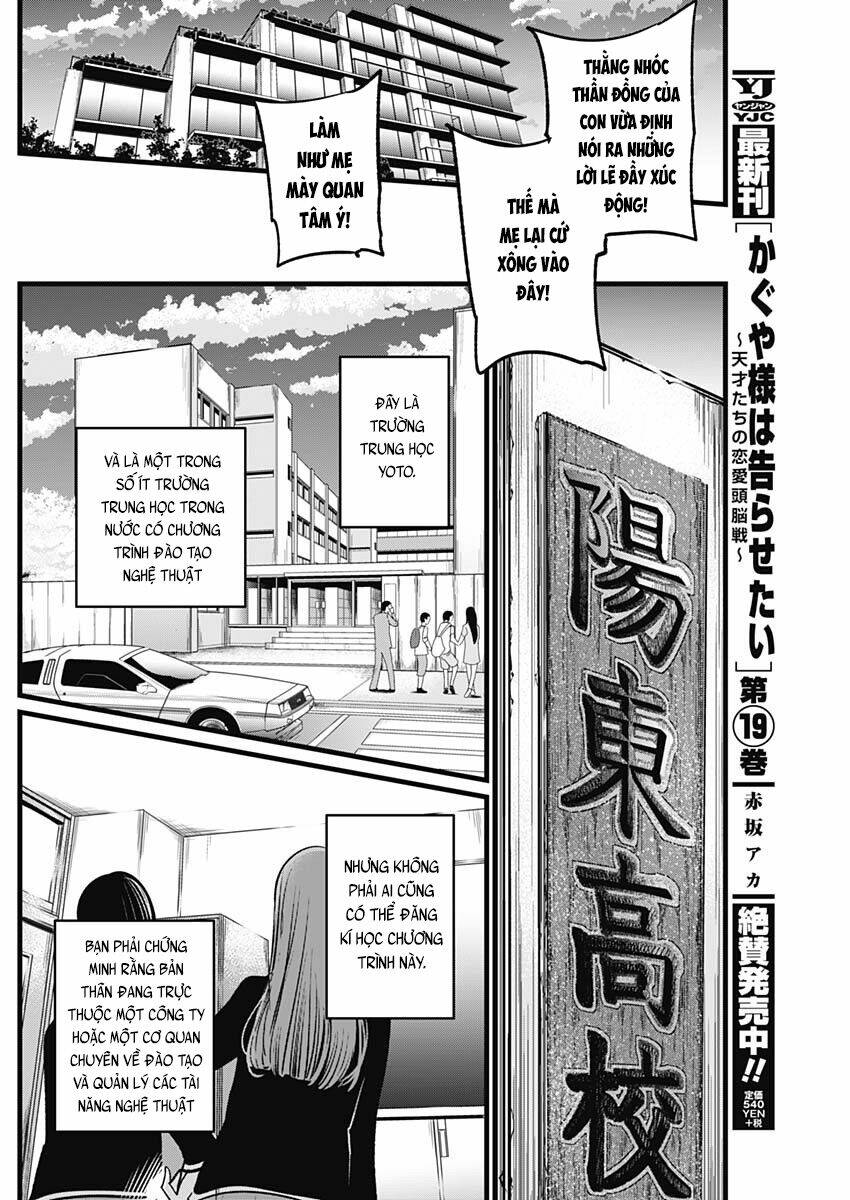 THẰNG NHÓC
THẦN ĐỒNG CỦA
CON VỪA ĐỊNH
NÓI RA NHỮNG
LỜI LẼ ĐẦY XÚC
ĐỘNG!
THẾ MÀ
MẸ LẠI CỨ
XÔNG VÀO
ĐÂY!
LÀM
NHƯ MẸ
MÀY QUAN
TÂM Ý!
ĐÂY LÀ
TRƯỜNG
TRUNG HỌC
YOTO.
VÀ LÀ MỘT TRONG
SỐ ÍT TRƯỜNG
TRUNG HỌC TRONG
NƯỚC CÓ CHƯƠNG
TRÌNH ĐÀO TẠO
NGHỆ THUẬT
陽東高校
NHƯNG KHÔNG
PHẢI AI CŨNG
CÓ THỂ ĐĂNG
KÍ HỌC CHƯƠNG
TRÌNH NÀY.
BẠN PHẢI CHỨNG
MINH RẰNG BẢN
THÂN ĐANG TRỰC
THUỘC MỘT CÔNG TY
HOẶC MỘT CƠ QUAN
CHUYÊN VỀ ĐÀO TẠO
VÀ QUẢN LÝ CÁC TÀI
NĂNG NGHỆ THUẬT
YJ
ヤンジャン
YJC
最新刊
[かぐや様は告らせたい]
~天才たちの恋愛頭脳戦~
第⑲巻
赤坂アカ
絶賛発売中!!
定価
540
YEN
+税